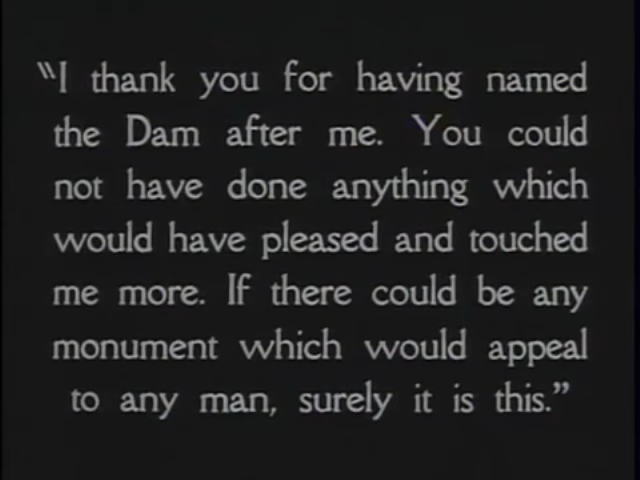 "I thank you for having named
the Dam after me. You could
not have done anything which
would have pleased and touched
me more. If there could be any
monument which would appeal
to any man, surely it is this."